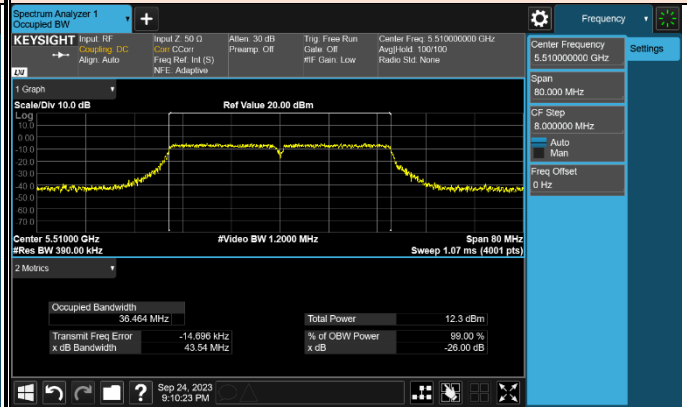 Spectrum Analyzer 1
Occupied BW
+
Frequency
KEYSIGHT
Input: RF
Coupling: DC
Align: Auto
Input Z: 50 Ω
Corr CCorr
Freq Ref: Int (S)
NFE: Adaptive
Atten: 30 dB
Preamp: Off
Trig: Free Run
Gate: Off
#IF Gain: Low
Center Freq: 5.510000000 GHz
Avg|Hold: 100/100
Radio Std: None
LXI
Center Frequency
5.510000000 GHz
Settings
Span
80.000 MHz
CF Step
8.000000 MHz
Auto
Man
Freq Offset
0 Hz
1 Graph
Scale/Div 10.0 dB
Ref Value 20.00 dBm
Log
10.0
0.00
-10.0
-20.0
-30.0
-40.0
-50.0
-60.0
-70.0
Center 5.51000 GHz
#Video BW 1.2000 MHz
Span 80 MHz
#Res BW 390.00 kHz
Sweep 1.07 ms (4001 pts)
2 Metrics
Occupied Bandwidth
36.464 MHz
Total Power
12.3 dBm
Transmit Freq Error
-14.696 kHz
% of OBW Power
99.00 %
x dB Bandwidth
43.54 MHz
x dB
-26.00 dB
?
Sep 24, 2023
9:10:23 PM